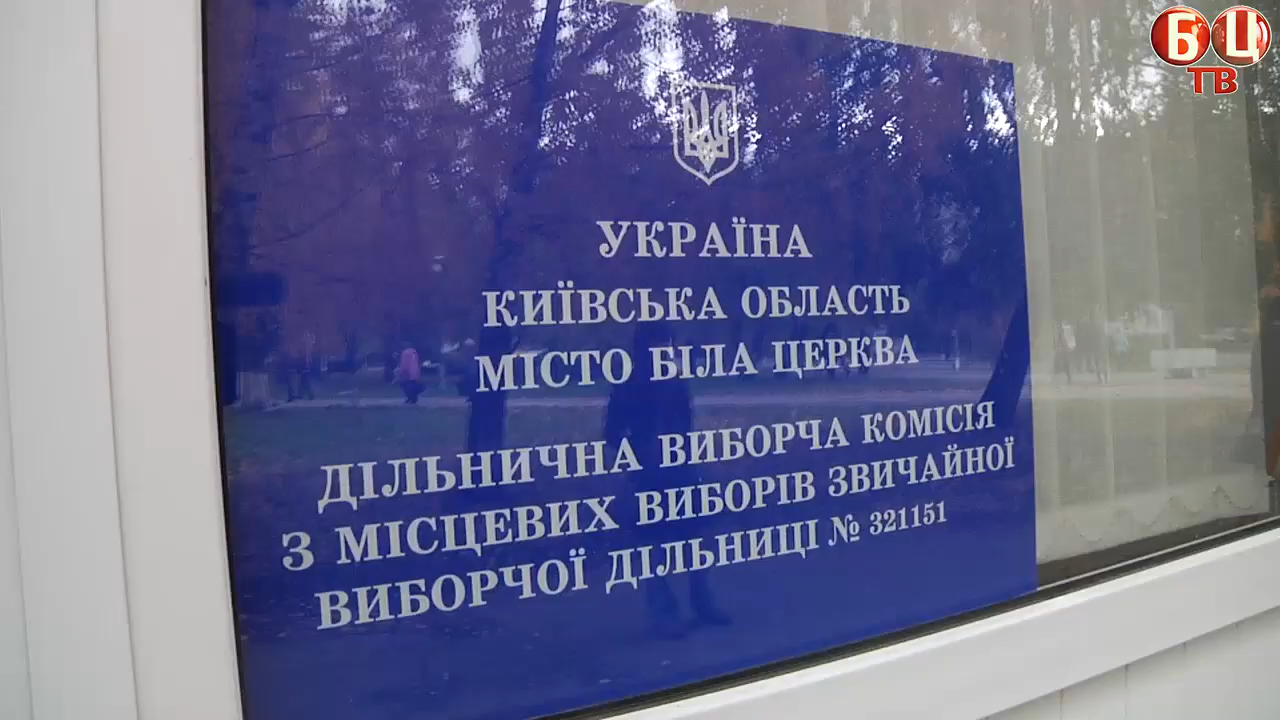 БЦ
ТВ
УКРАЇНА
КИЇВСЬКА ОБЛАСТЬ
МІСТО БІЛА ЦЕРКВА
ДІЛЬНИЧНА ВИБОРЧА КОМІСІЯ
З МІСЦЕВИХ ВИБОРІВ ЗВИЧАЙНОЇ
ВИБОРЧОЇ ДІЛЬНИЦІ № 321151